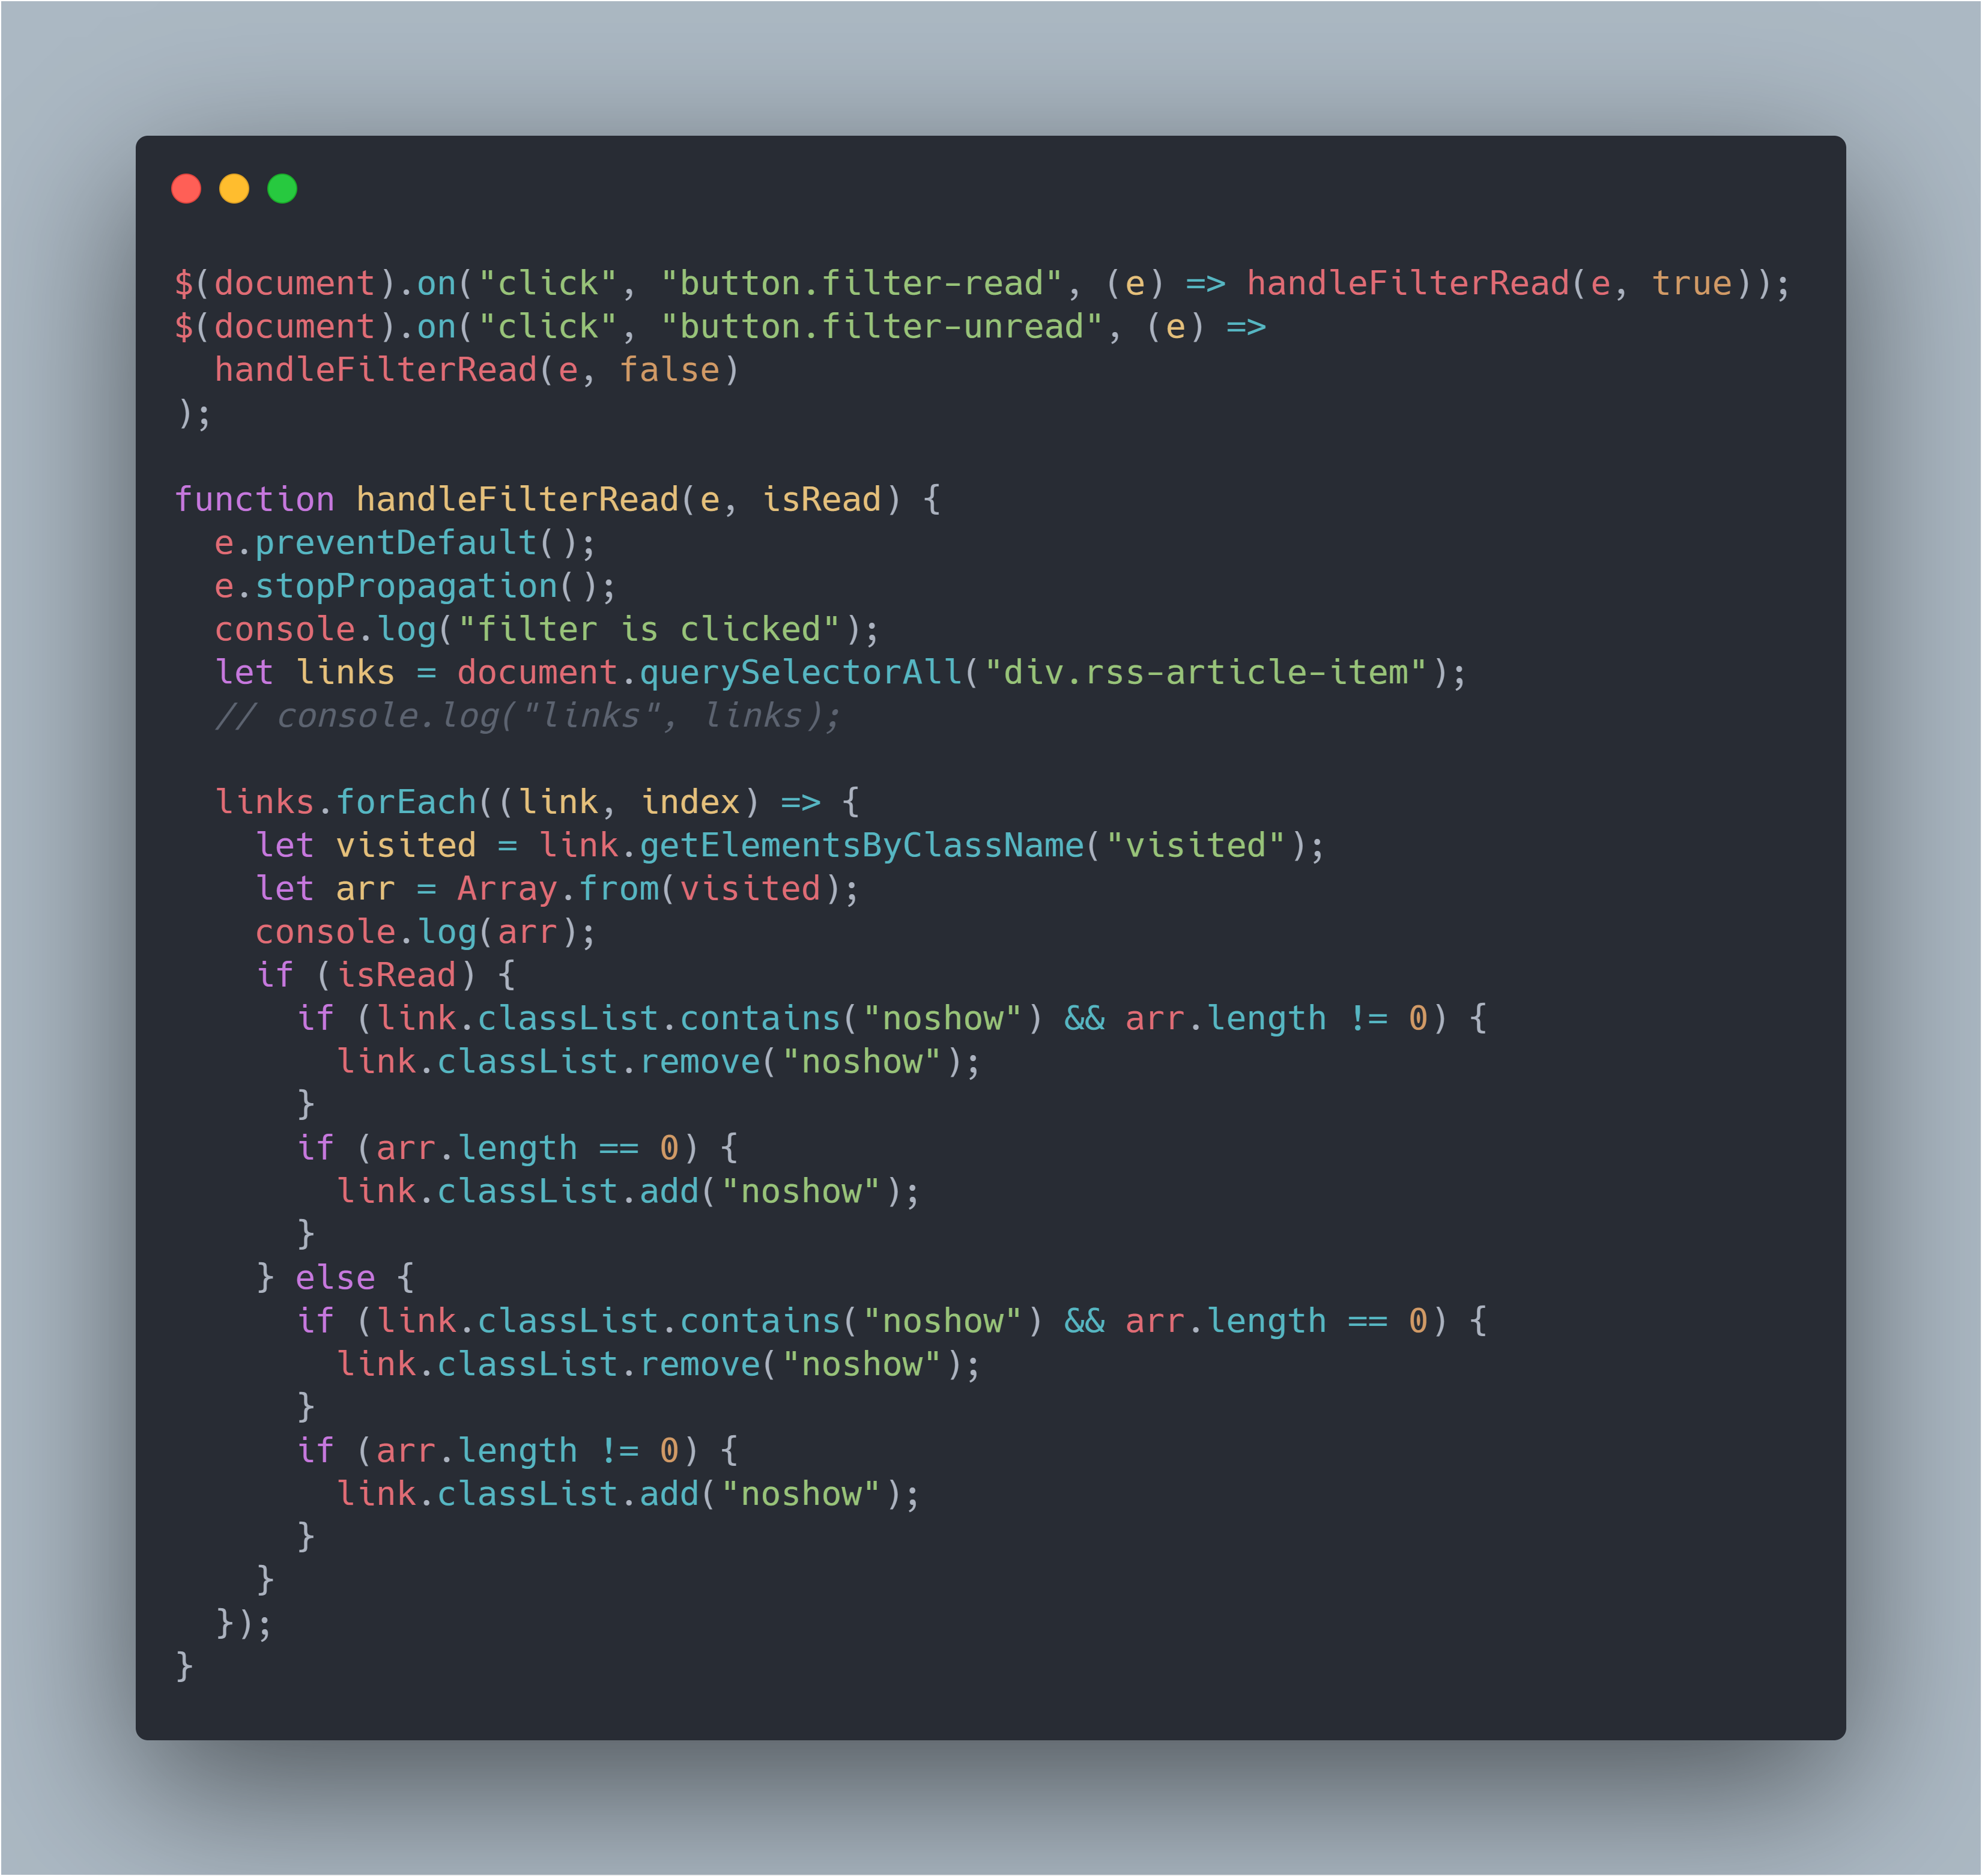 $(document).on("click", "button.filter-read", (e) => handleFilterRead(e, true));
$(document).on("click", "button.filter-unread", (e) =>
  handleFilterRead(e, false)
);

function handleFilterRead(e, isRead) {
  e.preventDefault();
  e.stopPropagation();
  console.log("filter is clicked");
  let links = document.querySelectorAll("div.rss-article-item");
  // console.log("links", links);

  links.forEach((link, index) => {
    let visited = link.getElementsByClassName("visited");
    let arr = Array.from(visited);
    console.log(arr);
    if (isRead) {
      if (link.classList.contains("noshow") && arr.length != 0) {
        link.classList.remove("noshow");
      }
      if (arr.length == 0) {
        link.classList.add("noshow");
      }
    } else {
      if (link.classList.contains("noshow") && arr.length == 0) {
        link.classList.remove("noshow");
      }
      if (arr.length != 0) {
        link.classList.add("noshow");
      }
    }
  });
}